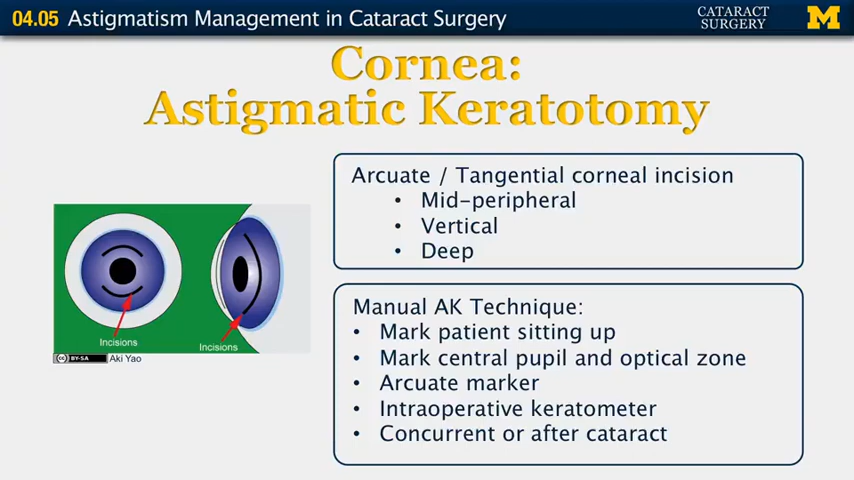 04.05 Astigmatism Management in Cataract Surgery
CATARACT
SURGERY
M
Cornea:
Astigmatic Keratotomy
Arcuate / Tangential corneal incision
• Mid-peripheral
• Vertical
• Deep
Incisions
Incisions
cc BY-SA Aki Yao
Manual AK Technique:
• Mark patient sitting up
• Mark central pupil and optical zone
• Arcuate marker
• Intraoperative keratometer
• Concurrent or after cataract